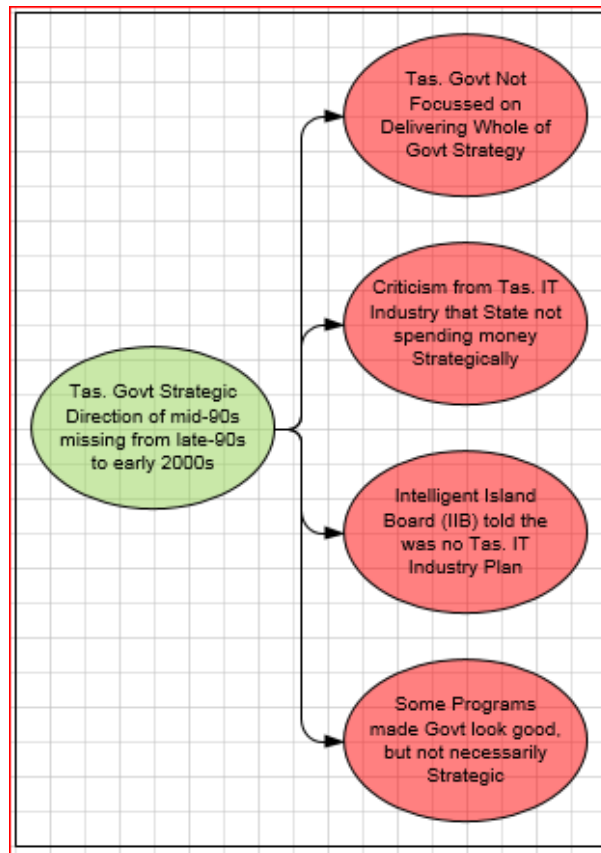 Tas. Govt Not
Focussed on
Delivering Whole of
Govt Strategy
Criticism from Tas. IT
Industry that State not
spending money
Strategically
Tas. Govt Strategic
Direction of mid-90s
missing from late-90s
to early 2000s
Intelligent Island
Board (IIB) told the
was no Tas. IT
Industry Plan
Some Programs
made Govt look good,
but not necessarily
Strategic